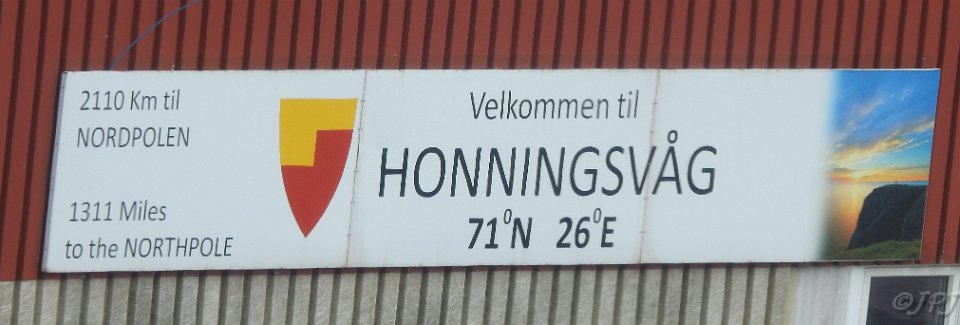 2110 Km til
NORDPOLEN
1311 Miles
to the NORTHPOLE
Velkommen til
HONNINGSVÅG
71⁰N 26⁰E
©JPJ